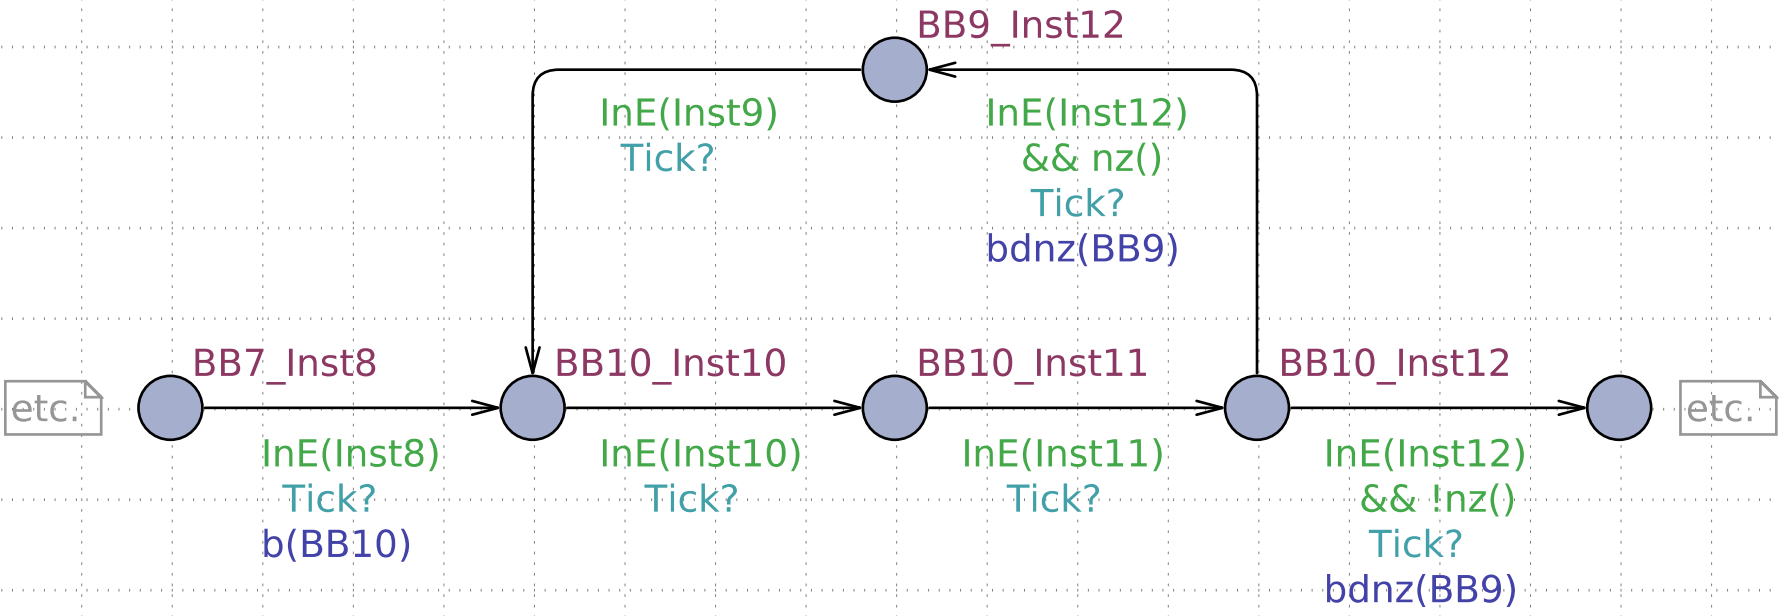 BB9_Inst12
InE(Inst9)
Tick?
InE(Inst12)
&& nz()
Tick?
bdnz(BB9)
etc.
BB7_Inst8
InE(Inst8)
Tick?
b(BB10)
BB10_Inst10
InE(Inst10)
Tick?
BB10_Inst11
InE(Inst11)
Tick?
BB10_Inst12
InE(Inst12)
&& !nz()
Tick?
bdnz(BB9)
etc.